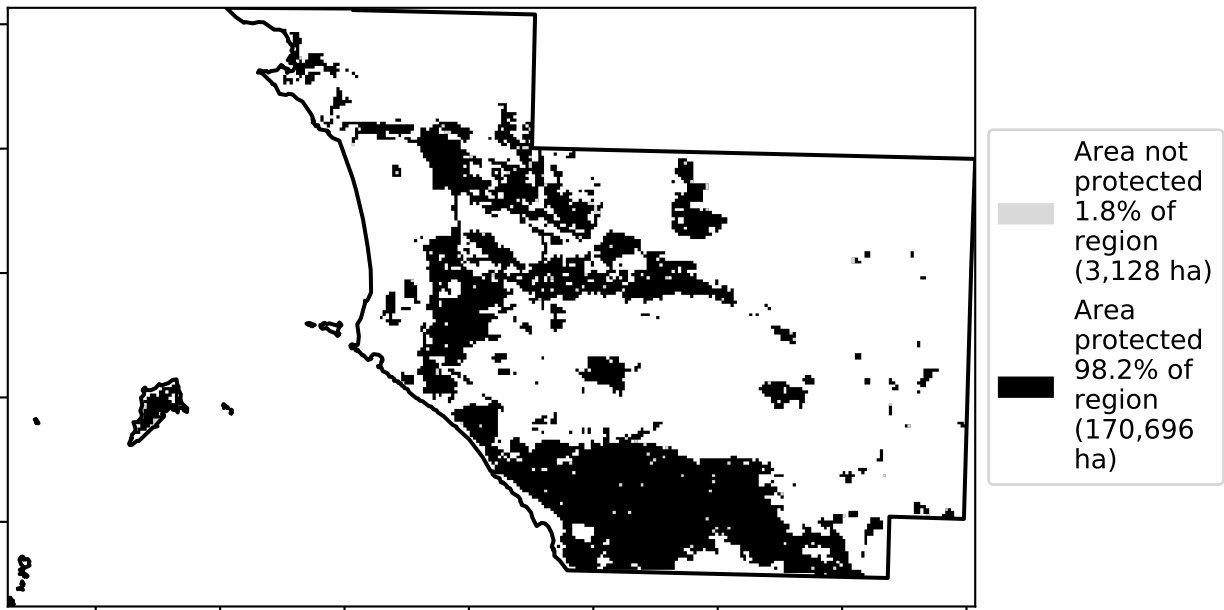 Area not
protected
1.8% of
region
(3,128 ha)
Area
protected
98.2% of
region
(170,696
ha)